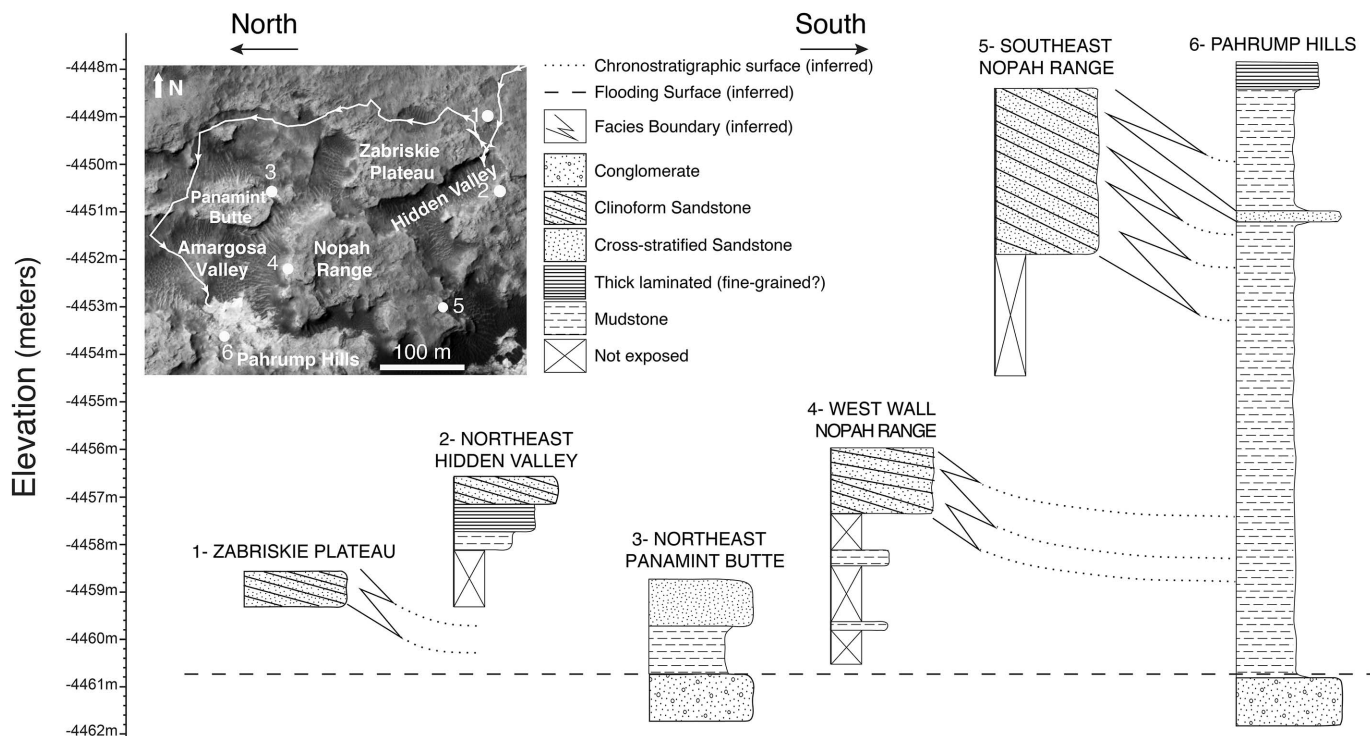 North
South
Elevation (meters)
-4448m
-4449m
-4450m
-4451m
-4452m
-4453m
-4454m
-4455m
-4456m
-4457m
-4458m
-4459m
-4460m
-4461m
-4462m
N
1
Zabriskie
Plateau
Hidden Valley
2
3
Panamint
Butte
Amargosa
Valley
4
Nopah
Range
5
6
Pahrump Hills
100 m
Chronostratigraphic surface (inferred)
Flooding Surface (inferred)
Facies Boundary (inferred)
Conglomerate
Clinoform Sandstone
Cross-stratified Sandstone
Thick laminated (fine-grained?)
Mudstone
Not exposed
1- ZABRISKIE PLATEAU
2- NORTHEAST
HIDDEN VALLEY
3- NORTHEAST
PANAMINT BUTTE
4- WEST WALL
NOPAH RANGE
5- SOUTHEAST
NOPAH RANGE
6- PAHRUMP HILLS